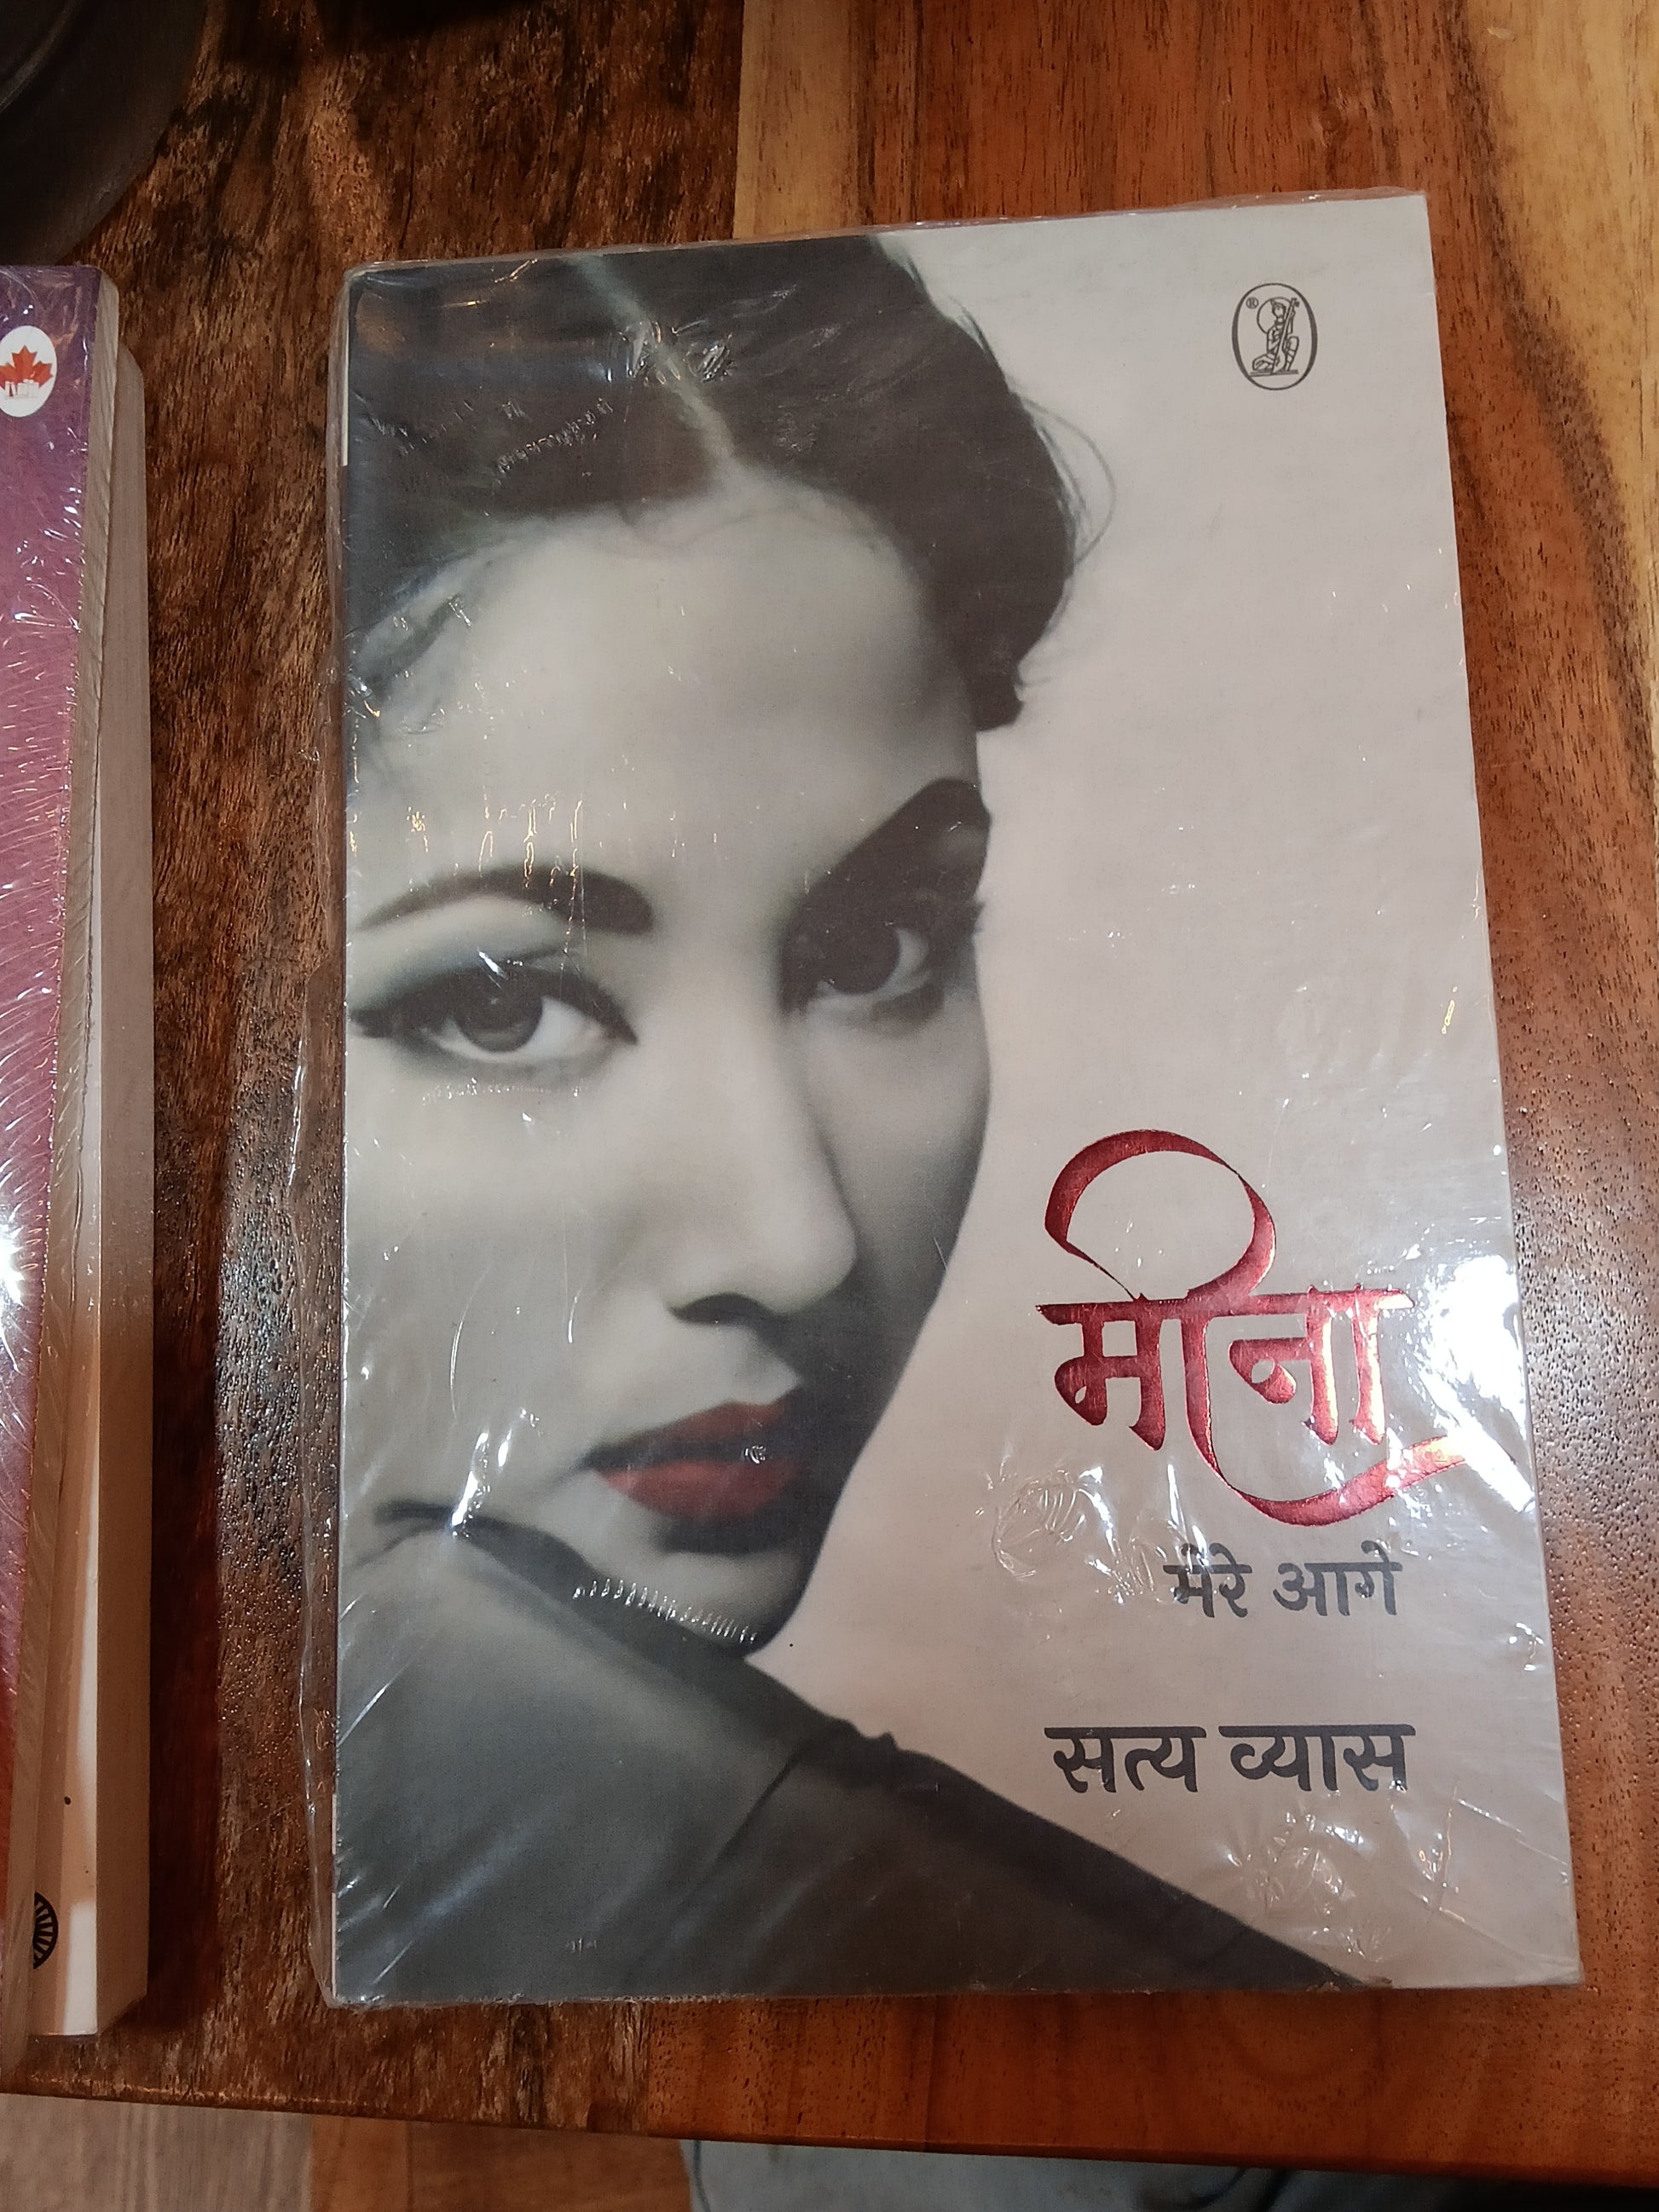 मीना
मेरे आगे
सत्य व्यास